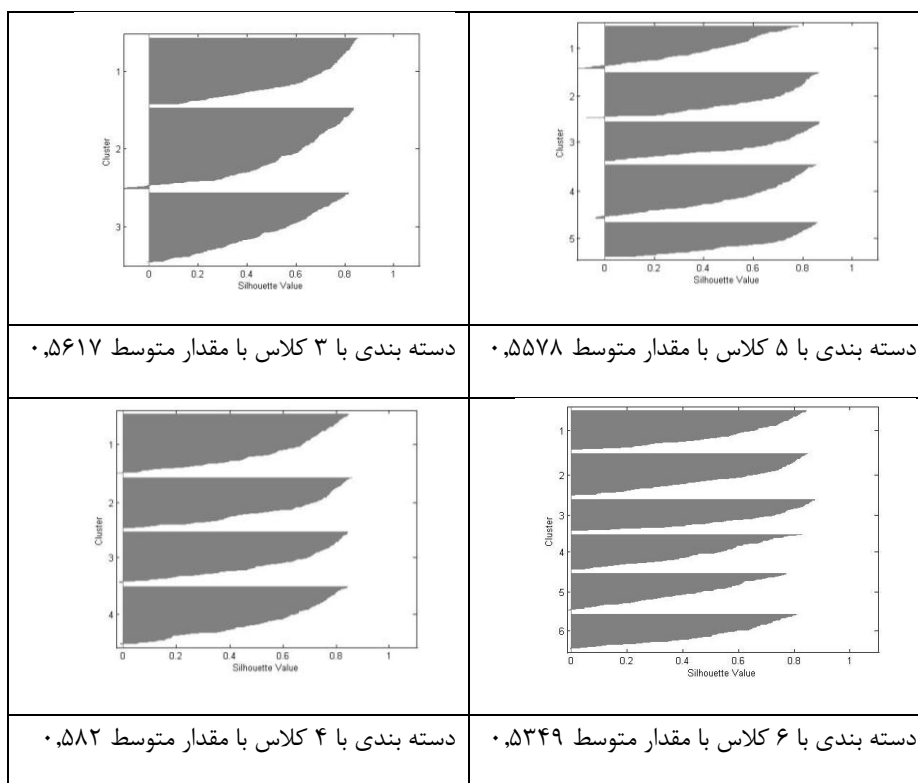 Cluster
1
2
3
0 0.2 0.4 0.6 0.8 1
Silhouette Value
Cluster
1
2
3
4
5
0 0.2 0.4 0.6 0.8 1
Silhouette Value
دسته بندی با ۳ کلاس با مقدار متوسط ۰,۵۶۱۷
دسته بندی با ۵ کلاس با مقدار متوسط ۰,۵۵۷۸
Cluster
1
2
3
4
0 0.2 0.4 0.6 0.8 1
Silhouette Value
Cluster
1
2
3
4
5
6
0 0.2 0.4 0.6 0.8 1
Silhouette Value
دسته بندی با ۴ کلاس با مقدار متوسط ۰,۵۸۲
دسته بندی با ۶ کلاس با مقدار متوسط ۰,۵۳۴۹